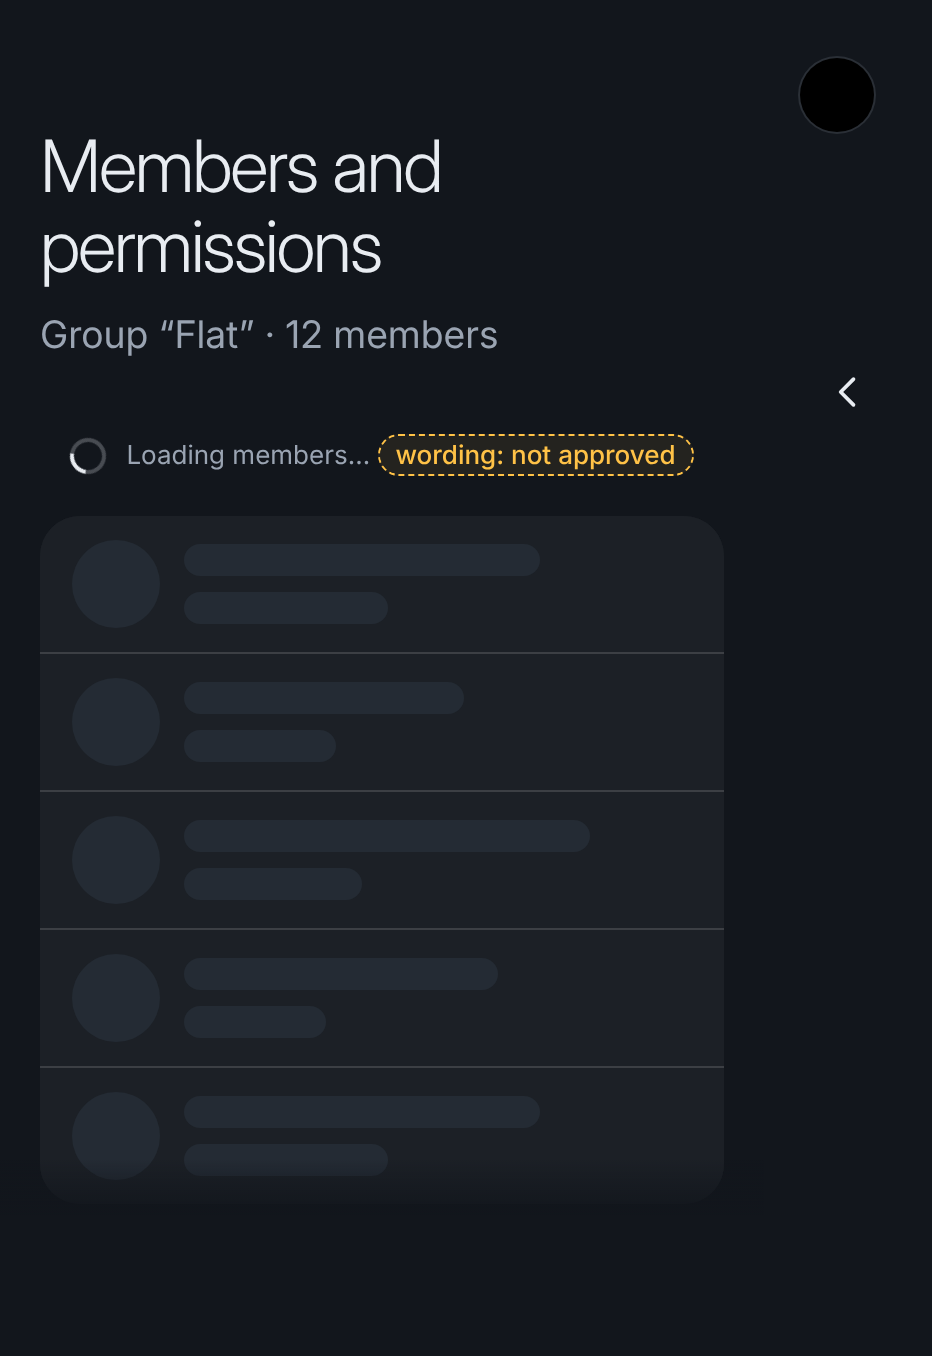 Members and
permissions
Group “Flat” · 12 members
Loading members... wording: not approved